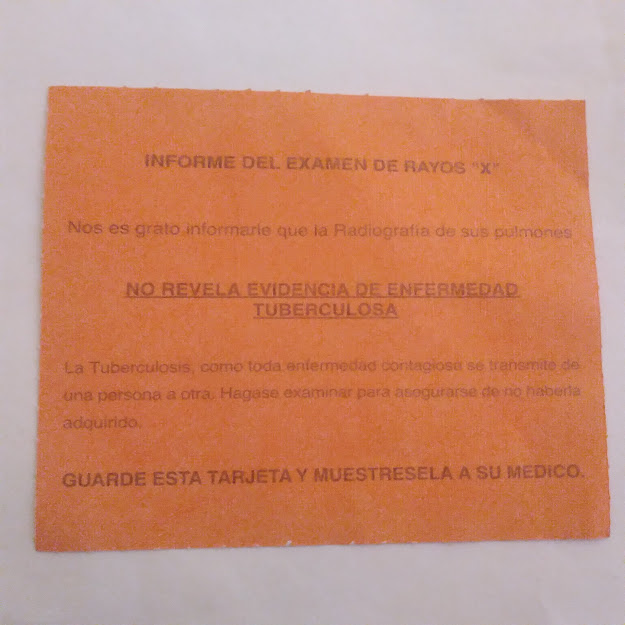 INFORME DEL EXAMEN DE RAYOS "X"
Nos es grato informarle que la Radiografia de sus pulmones
NO REVELA EVIDENCIA DE ENFERMEDAD
TUBERCULOSA
La Tuberculosis, como toda enfermedad contagiosa se transmite de
una persona a otra. Hagase examinar para asegurarse de no haberla
adquirido.
GUARDE ESTA TARJETA Y MUESTRESELA A SU MEDICO.